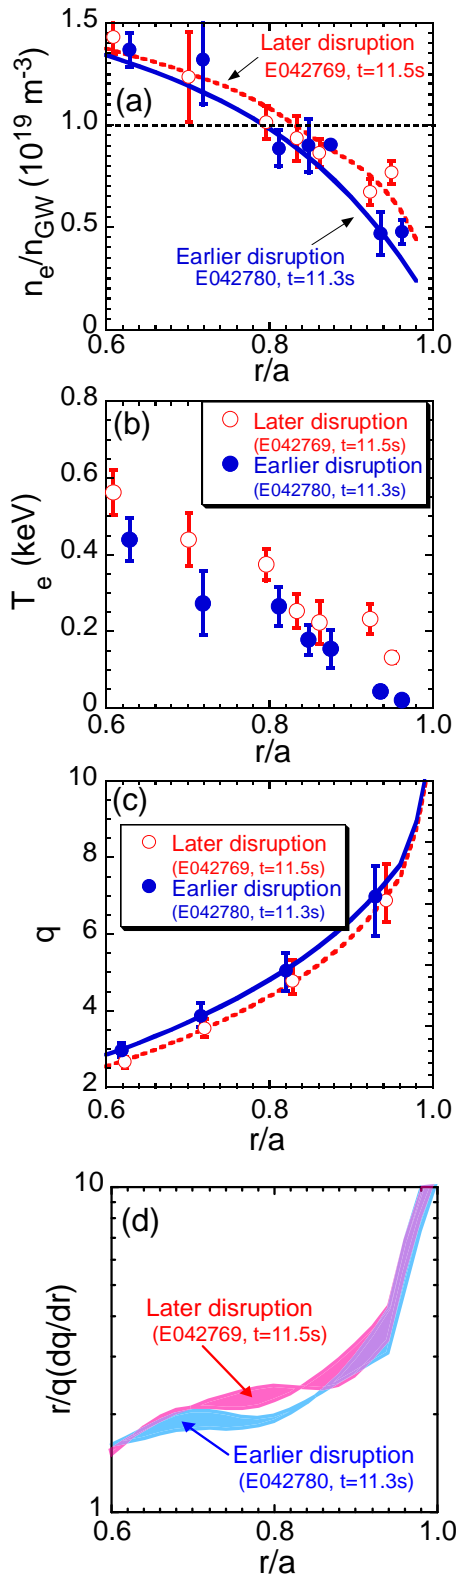 1.5
(a)
Later disruption
E042769, t=11.5s
1.0
0.5
Earlier disruption
E042780, t=11.3s
0
n_e/n_GW (10^19 m^-3)
0.6
0.8
1.0
r/a
0.8
(b)
Later disruption
(E042769, t=11.5s)
Earlier disruption
(E042780, t=11.3s)
0.6
0.4
0.2
0
T_e (keV)
0.6
0.8
1.0
r/a
10
(c)
Later disruption
(E042769, t=11.5s)
Earlier disruption
(E042780, t=11.3s)
8
6
4
2
q
0.6
0.8
1.0
r/a
10
(d)
Later disruption
(E042769, t=11.5s)
Earlier disruption
(E042780, t=11.3s)
1
r/q(dq/dr)
0.6
0.8
1.0
r/a